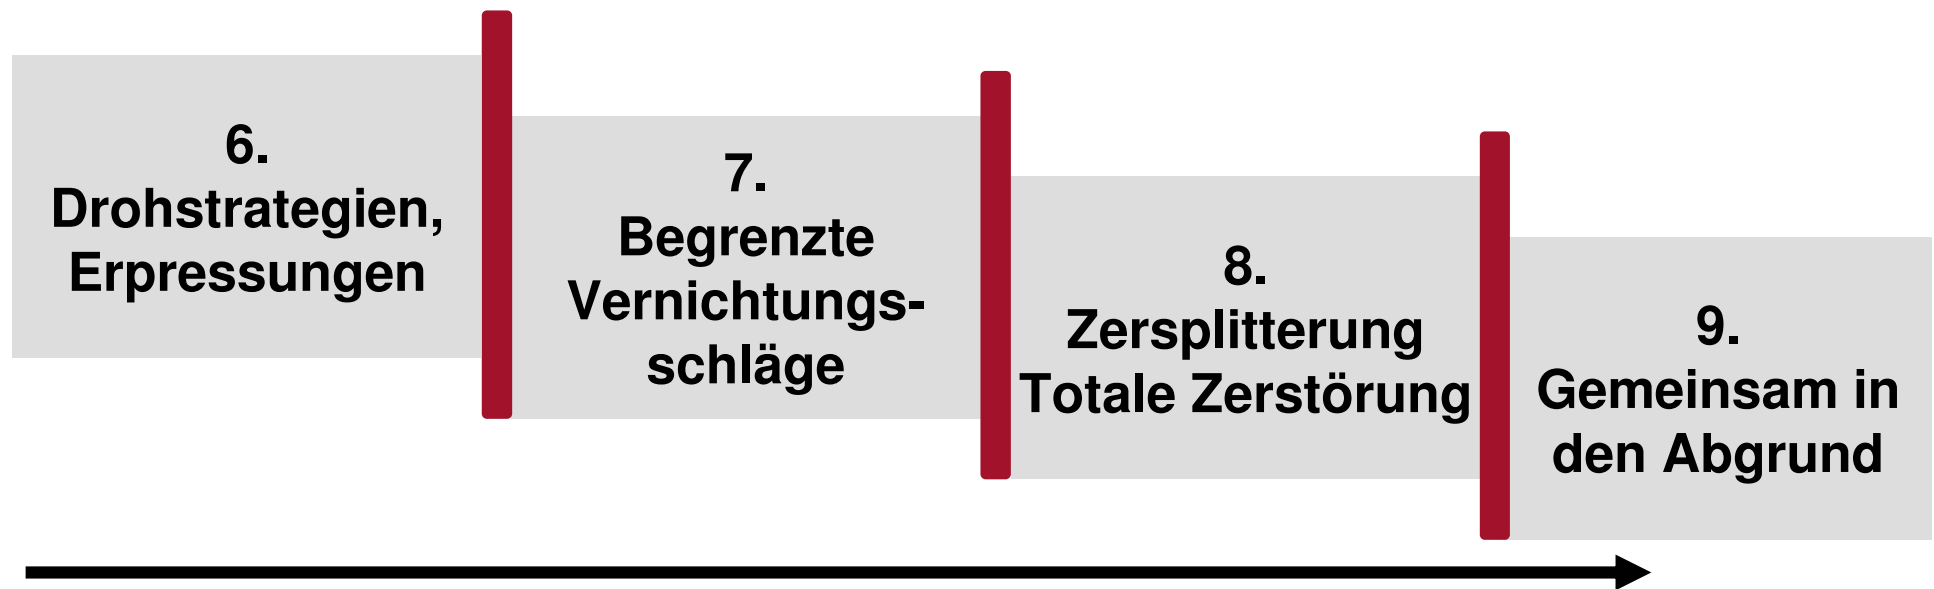 6.
Drohstrategien,
Erpressungen
7.
Begrenzte
Vernichtungs-
schläge
8.
Zersplitterung
Totale Zerstörung
9.
Gemeinsam in
den Abgrund